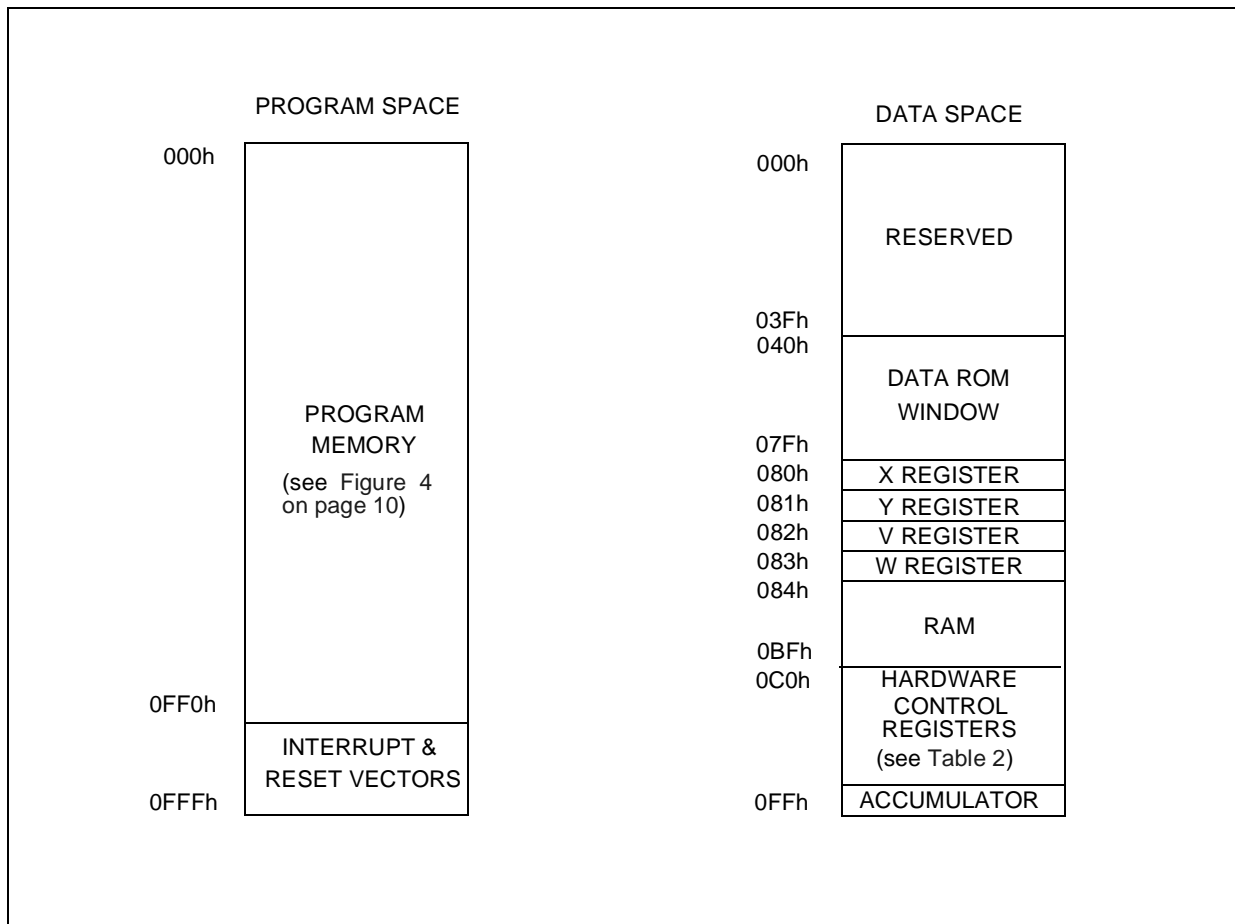 PROGRAM SPACE
000h
PROGRAM
MEMORY
(see Figure 4
on page 10)
0FF0h
INTERRUPT &
RESET VECTORS
0FFFh
DATA SPACE
000h
RESERVED
03Fh
040h
DATA ROM
WINDOW
07Fh
080h
X REGISTER
081h
Y REGISTER
082h
V REGISTER
083h
W REGISTER
084h
RAM
0BFh
0C0h
HARDWARE
CONTROL
REGISTERS
(see Table 2)
0FFh
ACCUMULATOR